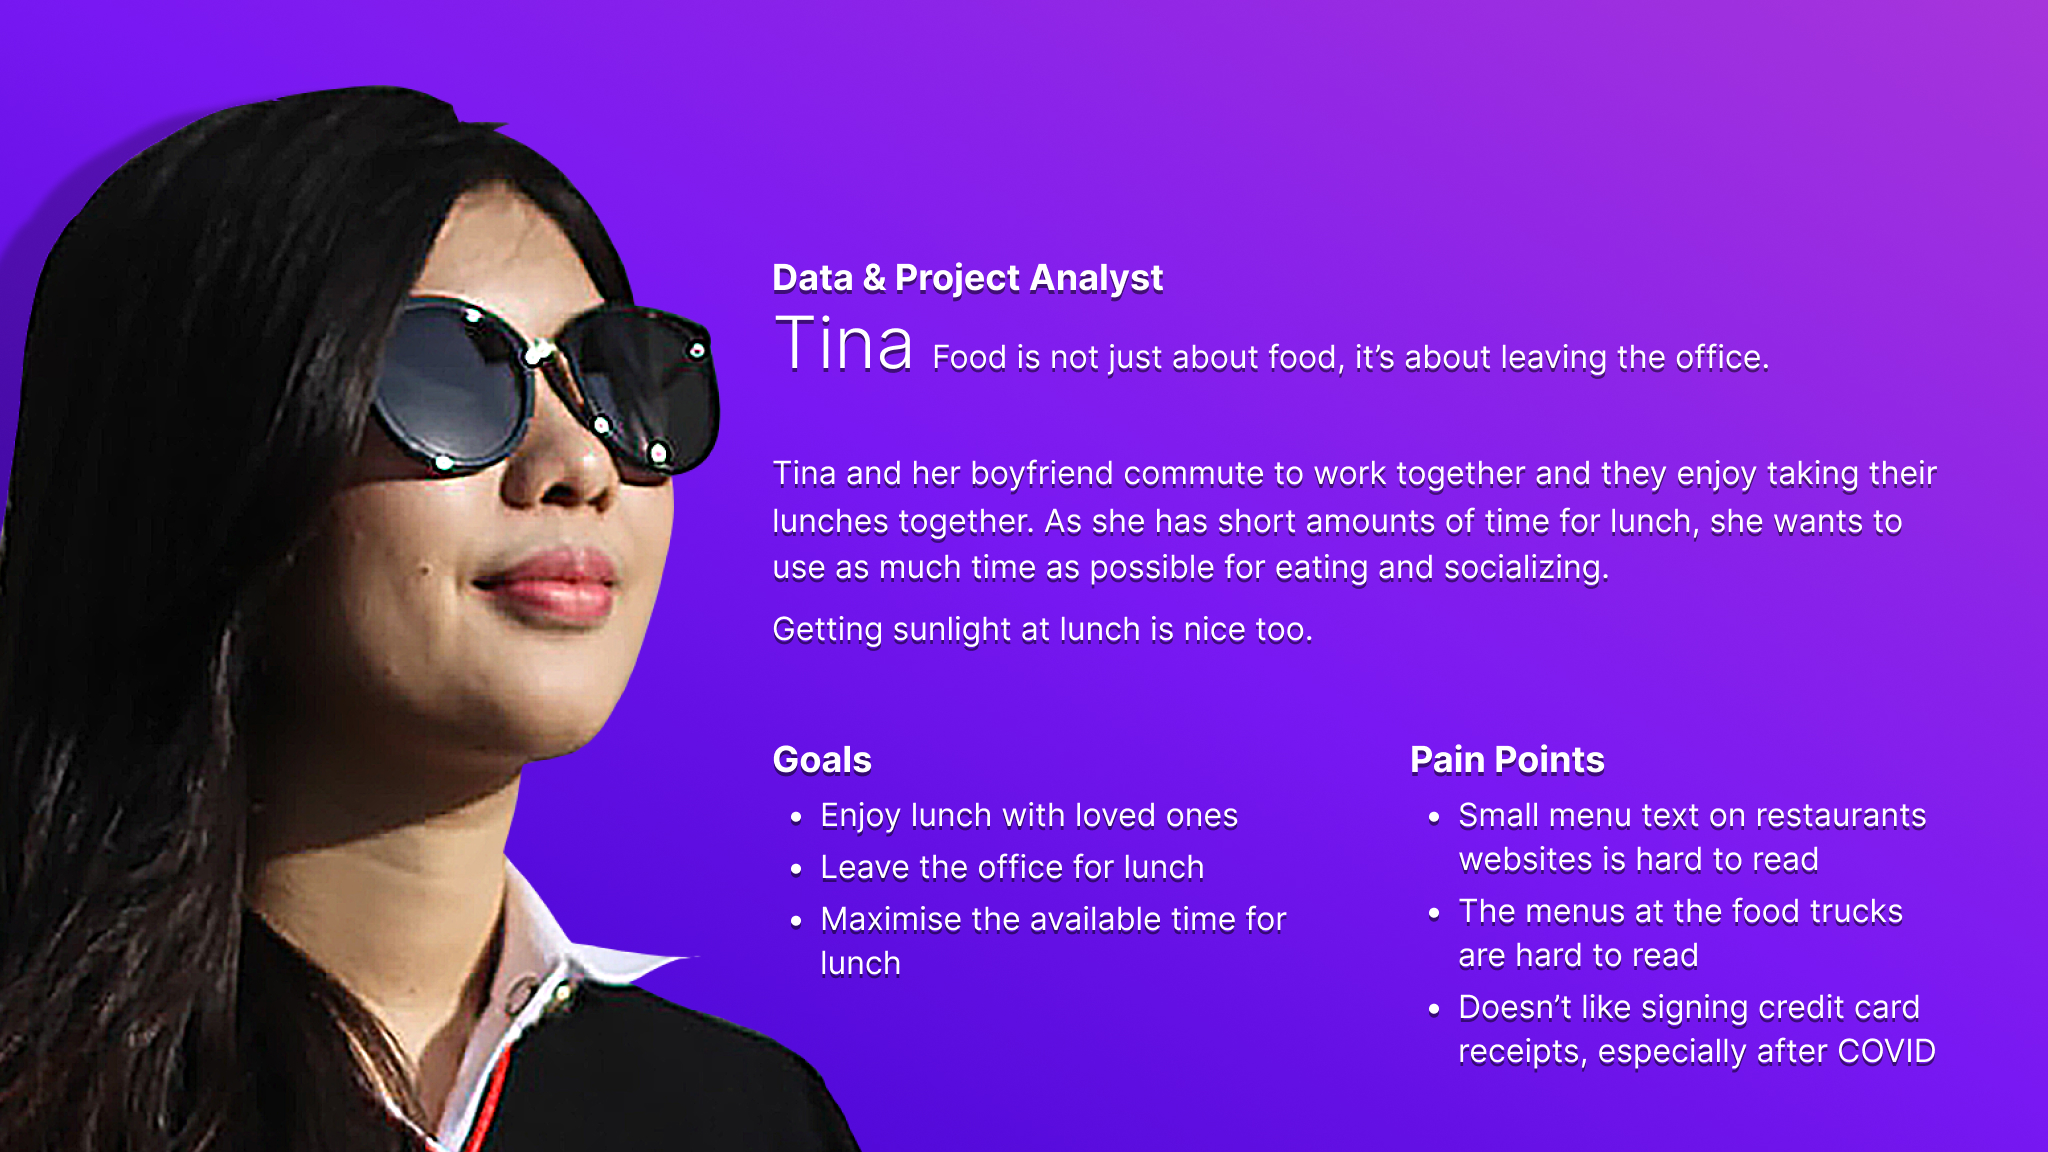 Data & Project Analyst
Tina Food is not just about food, it’s about leaving the office.
Tina and her boyfriend commute to work together and they enjoy taking their
lunches together. As she has short amounts of time for lunch, she wants to
use as much time as possible for eating and socializing.
Getting sunlight at lunch is nice too.
Goals
• Enjoy lunch with loved ones
• Leave the office for lunch
• Maximise the available time for
lunch
Pain Points
• Small menu text on restaurants
websites is hard to read
• The menus at the food trucks
are hard to read
• Doesn’t like signing credit card
receipts, especially after COVID